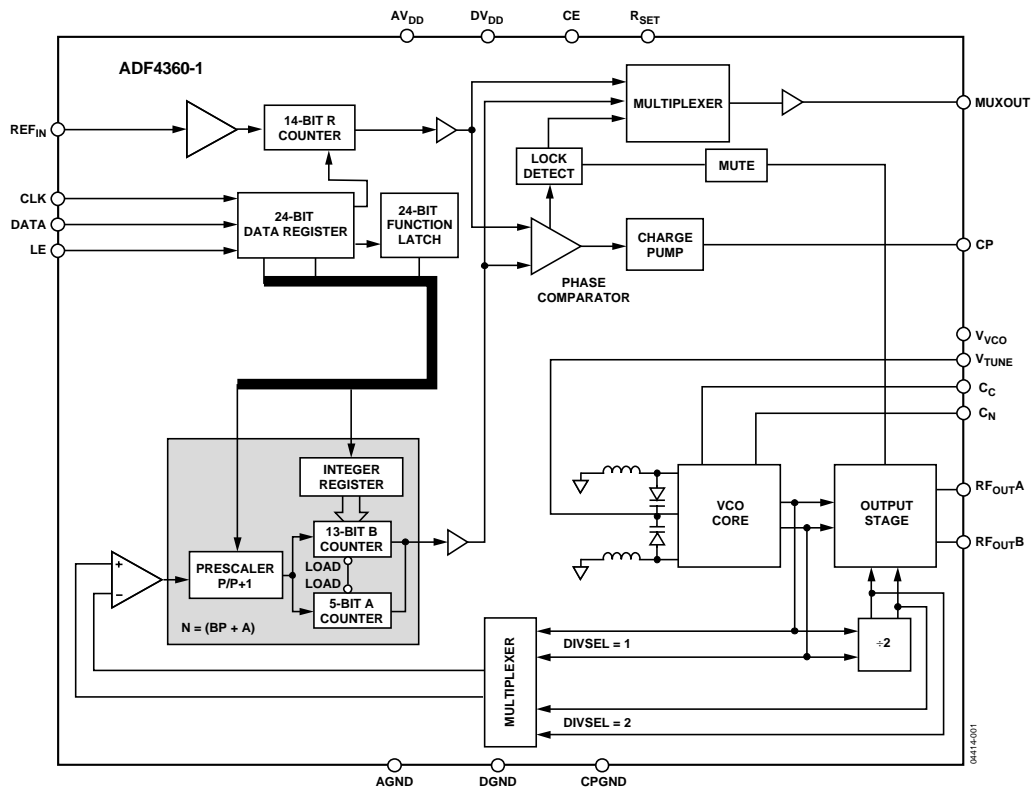 AVDD
DVDD
CE
RSET
ADF4360-1
REFIN
14-BIT R
COUNTER
MULTIPLEXER
MUXOUT
LOCK
DETECT
MUTE
CLK
DATA
LE
24-BIT
DATA REGISTER
24-BIT
FUNCTION
LATCH
CHARGE
PUMP
CP
PHASE
COMPARATOR
VVCO
VTUNE
CC
CN
INTEGER
REGISTER
13-BIT B
COUNTER
LOAD
LOAD
PRESCALER
P/P+1
5-BIT A
COUNTER
+
−
N = (BP + A)
VCO
CORE
OUTPUT
STAGE
RFOUTA
RFOUTB
MULTIPLEXER
DIVSEL = 1
÷2
DIVSEL = 2
04414-001
AGND
DGND
CPGND